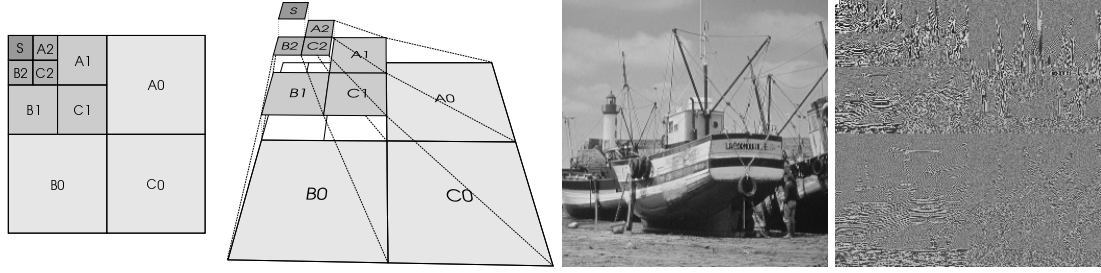 S A2 A1 A0
B2 C2
B1 C1
B0 C0
S
A2
B2 C2 A1
B1 C1 A0
B0 C0